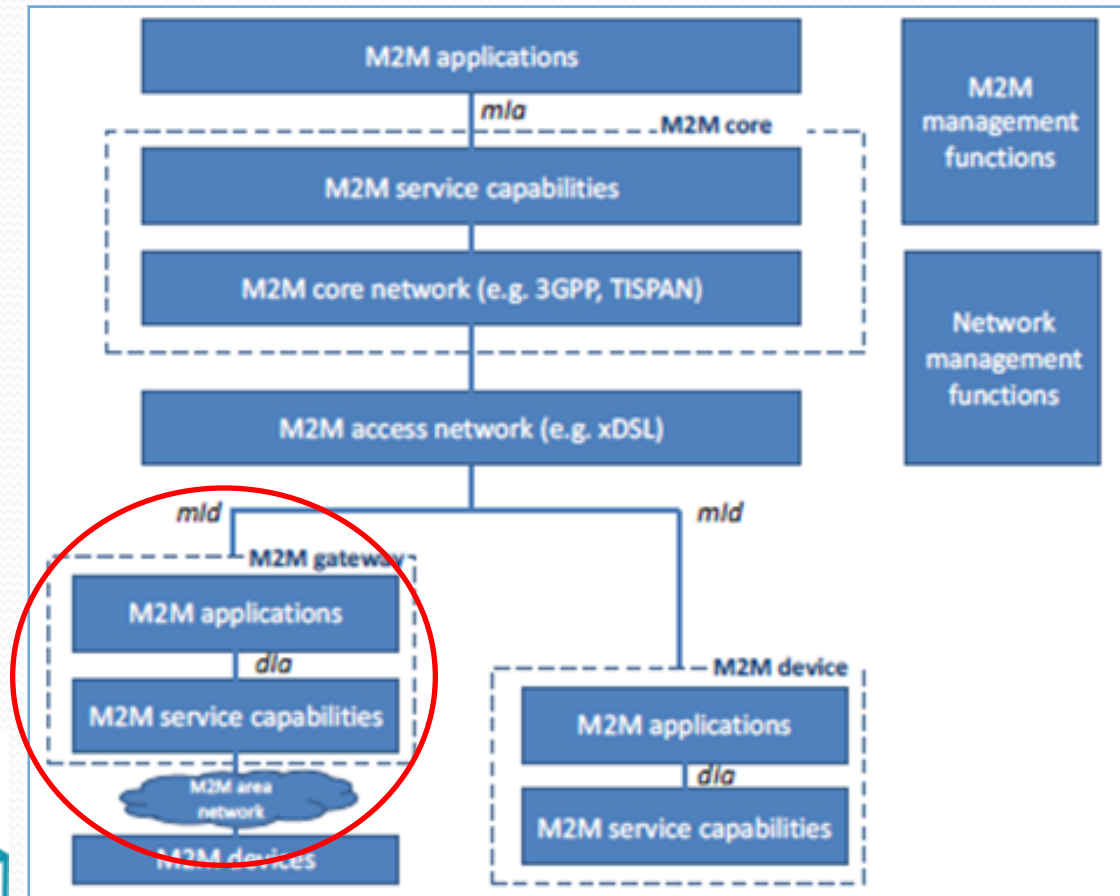 M2M applications
M2M
management
functions
mIa
M2M core
M2M service capabilities
M2M core network (e.g. 3GPP, TISPAN)
Network
management
functions
M2M access network (e.g. xDSL)
mId
mId
M2M gateway
M2M applications
dIa
M2M service capabilities
M2M area
network
M2M devices
M2M device
M2M applications
dIa
M2M service capabilities